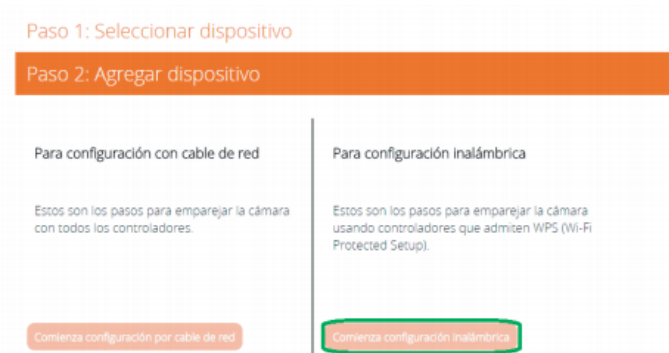 Paso 1: Seleccionar dispositivo
Paso 2: Agregar dispositivo
Para configuración con cable de red
Estos son los pasos para emparejar la cámara
con todos los controladores.
Comienza configuración por cable de red
Para configuración inalámbrica
Estos son los pasos para emparejar la cámara
usando controladores que admiten WPS (Wi-Fi
Protected Setup).
Comienza configuración inalámbrica